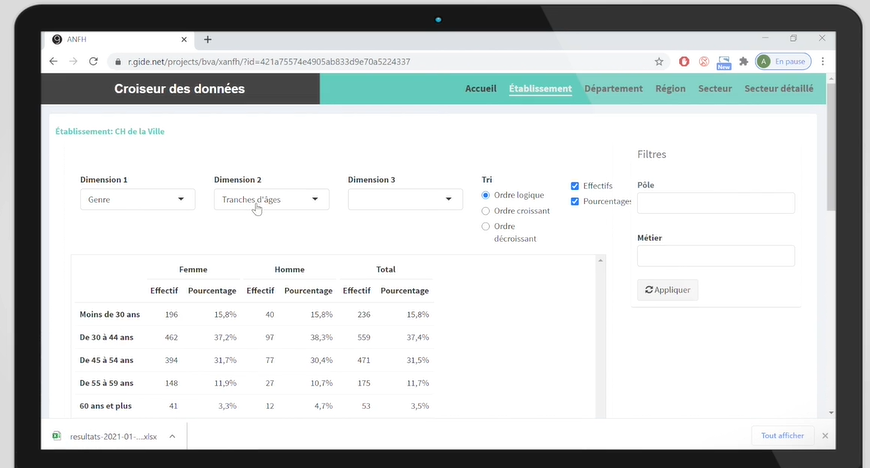 ANFH
r.gide.net/projects/bva/xanfh/?id=421a75574e4905ab833d9e70a5224337
New
A
En pause
Croiseur des données
Accueil Établissement Département Région Secteur Secteur détaillé
Établissement: CH de la Ville
Filtres
Dimension 1 Dimension 2 Dimension 3 Tri
Genre Tranches d'âges
Ordre logique
Ordre croissant
Ordre
décroissant
Effectifs
Pourcentages
Pôle
Métier
Appliquer
Femme Homme Total
Effectif Pourcentage Effectif Pourcentage Effectif Pourcentage
Moins de 30 ans 196 15,8% 40 15,8% 236 15,8%
De 30 à 44 ans 462 37,2% 97 38,3% 559 37,4%
De 45 à 54 ans 394 31,7% 77 30,4% 471 31,5%
De 55 à 59 ans 148 11,9% 27 10,7% 175 11,7%
60 ans et plus 41 3,3% 12 4,7% 53 3,5%
resultats-2021-01-....xlsx
Tout afficher